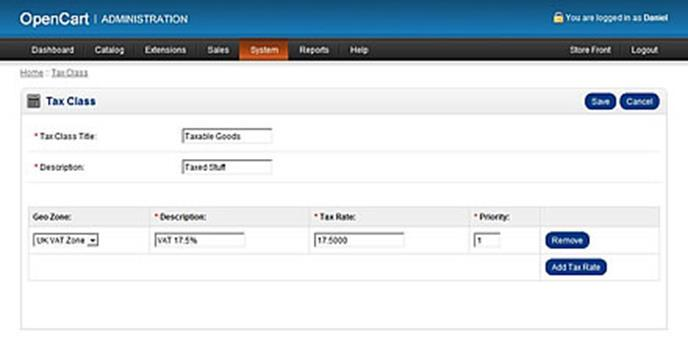 OpenCart | ADMINISTRATION
You are logged in as Daniel
Dashboard Catalog Extensions Sales System Reports Help Store Front Logout
Home :: Tax Class
Tax Class Save Cancel
* Tax Class Title: Taxable Goods
* Description: Taxed Stuff
Geo Zone: * Description: * Tax Rate: * Priority:
UK VAT Zone VAT 17.5% 17.5000 1 Remove
Add Tax Rate